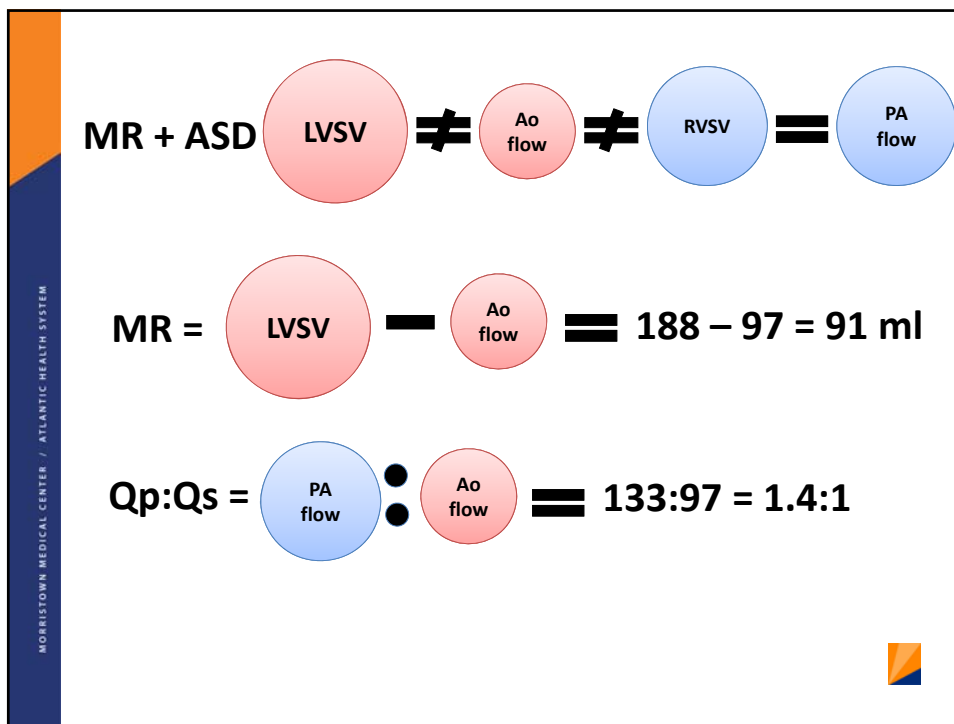 MR + ASD LVSV ≠ Ao flow ≠ RVSV = PA flow
MR = LVSV – Ao flow = 188 – 97 = 91 ml
Qp:Qs = PA flow : Ao flow = 133:97 = 1.4:1
MORRISTOWN MEDICAL CENTER / ATLANTIC HEALTH SYSTEM